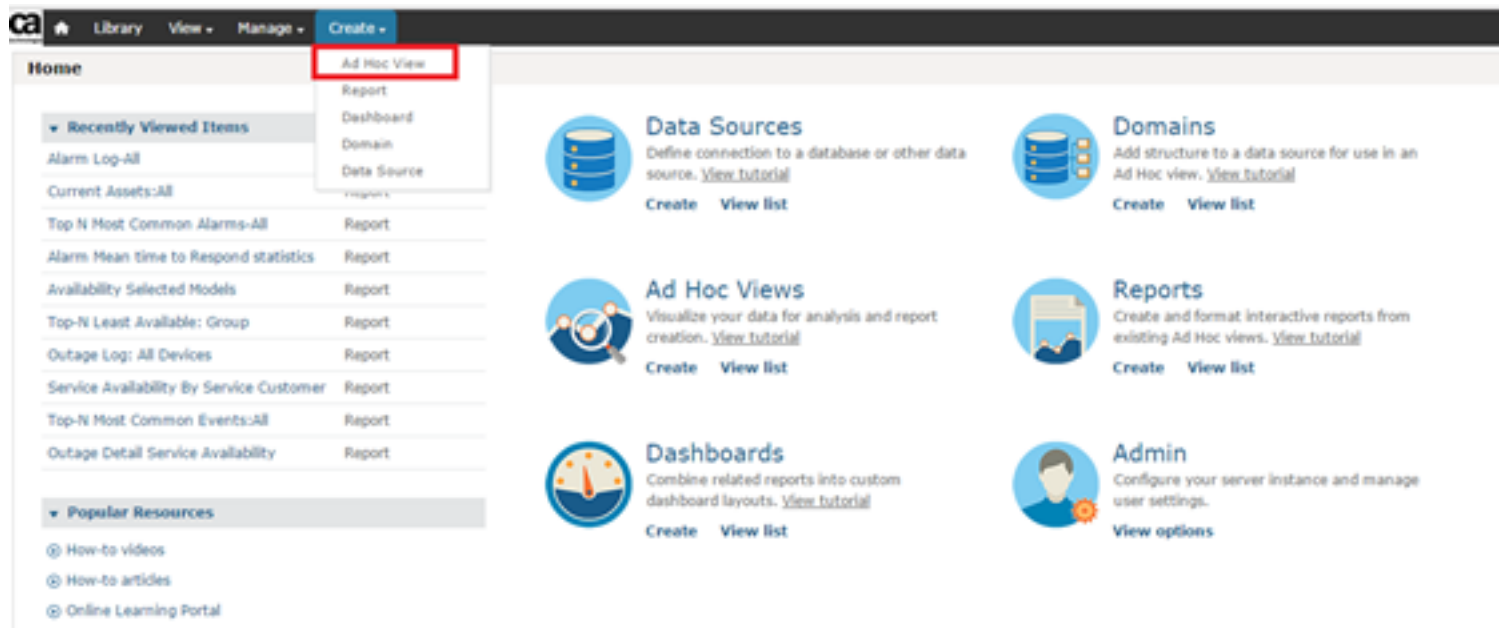 ca
Library View Manage Create
Home
Ad Hoc View
Report
Dashboard
Domain
Data Source
Recently Viewed Items
Alarm Log-All
Current Assets:All Report
Top N Most Common Alarms-All Report
Alarm Mean time to Respond statistics Report
Availability Selected Models Report
Top-N Least Available: Group Report
Outage Log: All Devices Report
Service Availability By Service Customer Report
Top-N Most Common Events:All Report
Outage Detail Service Availability Report
Popular Resources
How-to videos
How-to articles
Online Learning Portal
Data Sources
Define connection to a database or other data
source. View tutorial
Create View list
Domains
Add structure to a data source for use in an
Ad Hoc view. View tutorial
Create View list
Ad Hoc Views
Visualize your data for analysis and report
creation. View tutorial
Create View list
Reports
Create and format interactive reports from
existing Ad Hoc views. View tutorial
Create View list
Dashboards
Combine related reports into custom
dashboard layouts. View tutorial
Create View list
Admin
Configure your server instance and manage
user settings.
View options